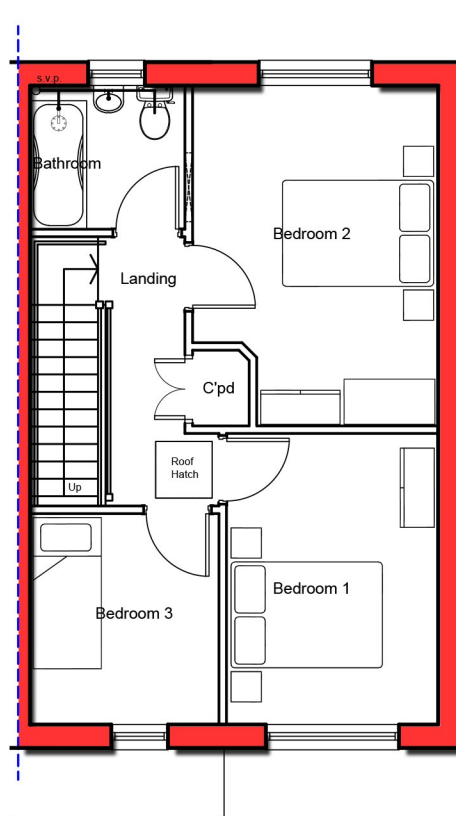 s.v.p.
Bathroom
Bedroom 2
Landing
C'pd
Roof
Hatch
Up
Bedroom 1
Bedroom 3